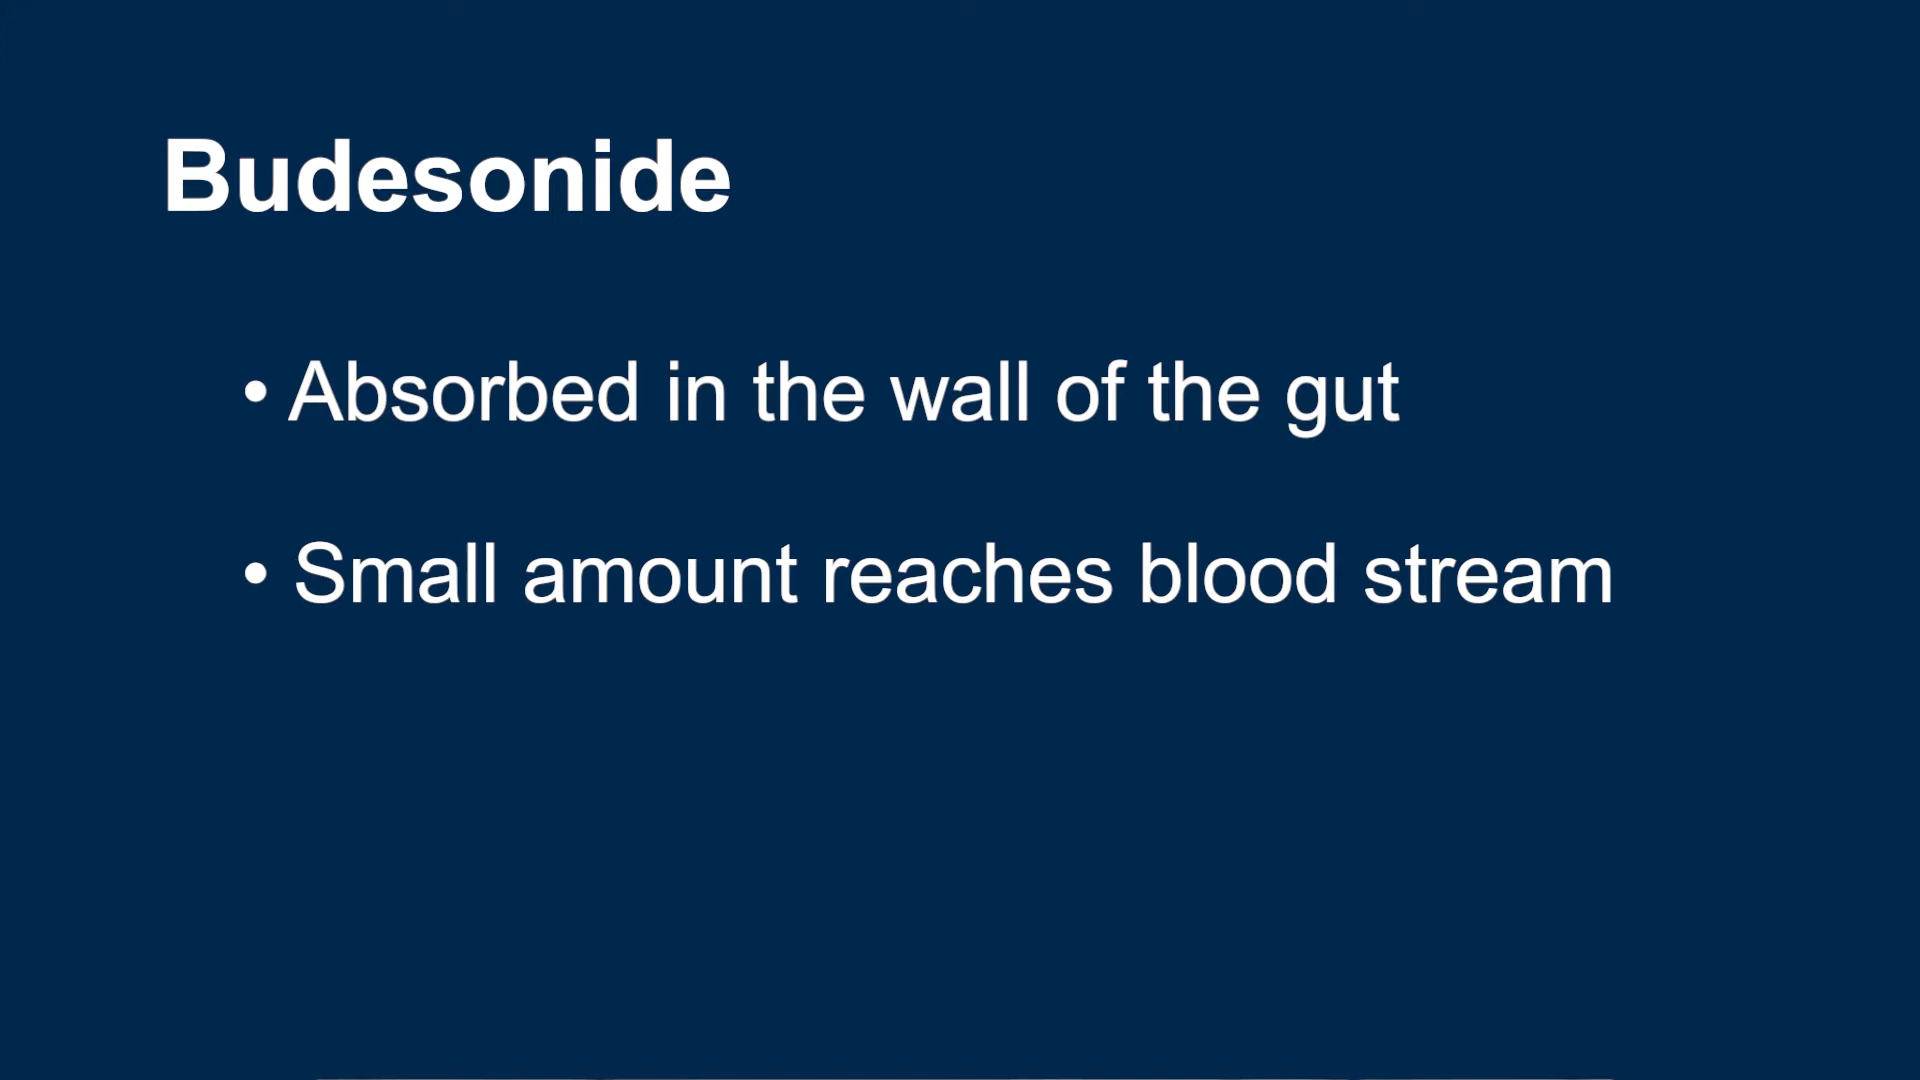 Budesonide
• Absorbed in the wall of the gut
• Small amount reaches blood stream